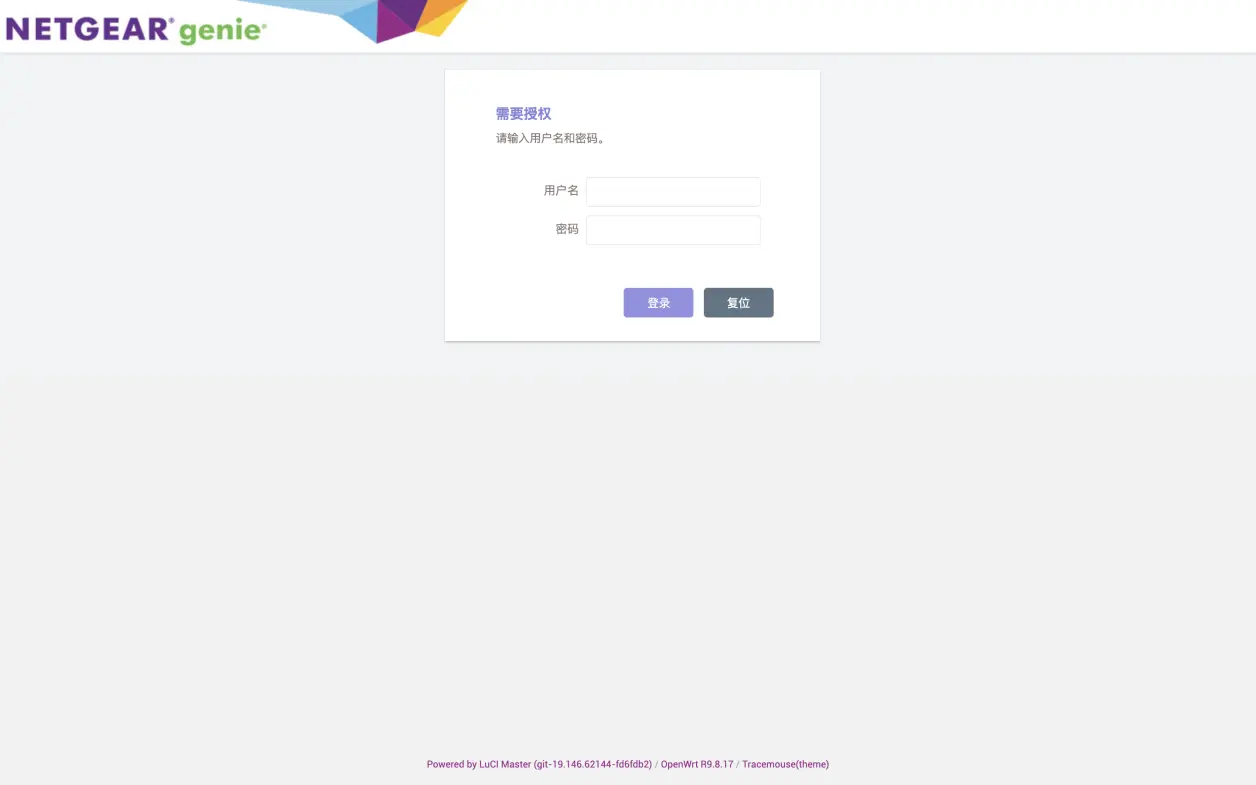 NETGEAR® genie®
需要授权
请输入用户名和密码。
用户名
密码
登录 复位
Powered by LuCI Master (git-19.146.62144-fd6fdb2) / OpenWrt R9.8.17 / Tracemouse(theme)